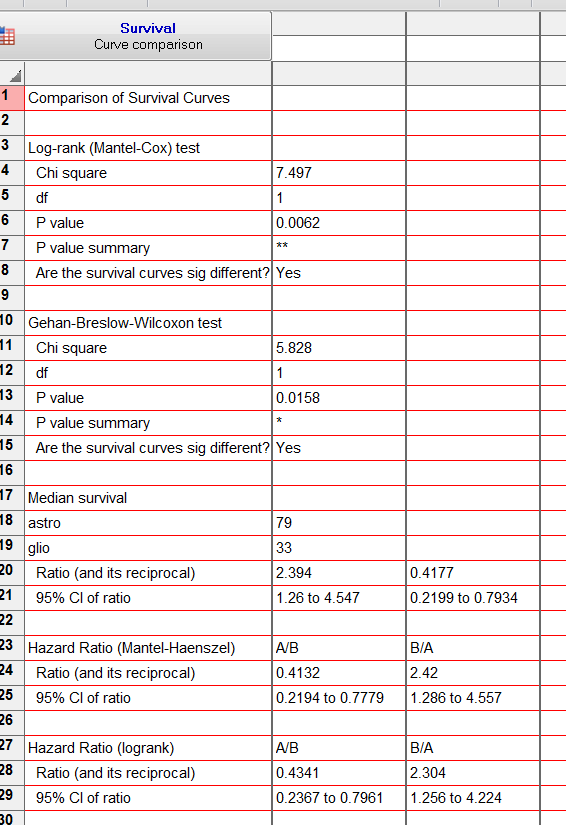 Survival
Curve comparison
1 Comparison of Survival Curves
2
3 Log-rank (Mantel-Cox) test
4 Chi square 7.497
5 df 1
6 P value 0.0062
7 P value summary **
8 Are the survival curves sig different? Yes
9
10 Gehan-Breslow-Wilcoxon test
11 Chi square 5.828
12 df 1
13 P value 0.0158
14 P value summary *
15 Are the survival curves sig different? Yes
16
17 Median survival
18 astro 79
19 glio 33
20 Ratio (and its reciprocal) 2.394 0.4177
21 95% CI of ratio 1.26 to 4.547 0.2199 to 0.7934
22
23 Hazard Ratio (Mantel-Haenszel) A/B B/A
24 Ratio (and its reciprocal) 0.4132 2.42
25 95% CI of ratio 0.2194 to 0.7779 1.286 to 4.557
26
27 Hazard Ratio (logrank) A/B B/A
28 Ratio (and its reciprocal) 0.4341 2.304
29 95% CI of ratio 0.2367 to 0.7961 1.256 to 4.224
30